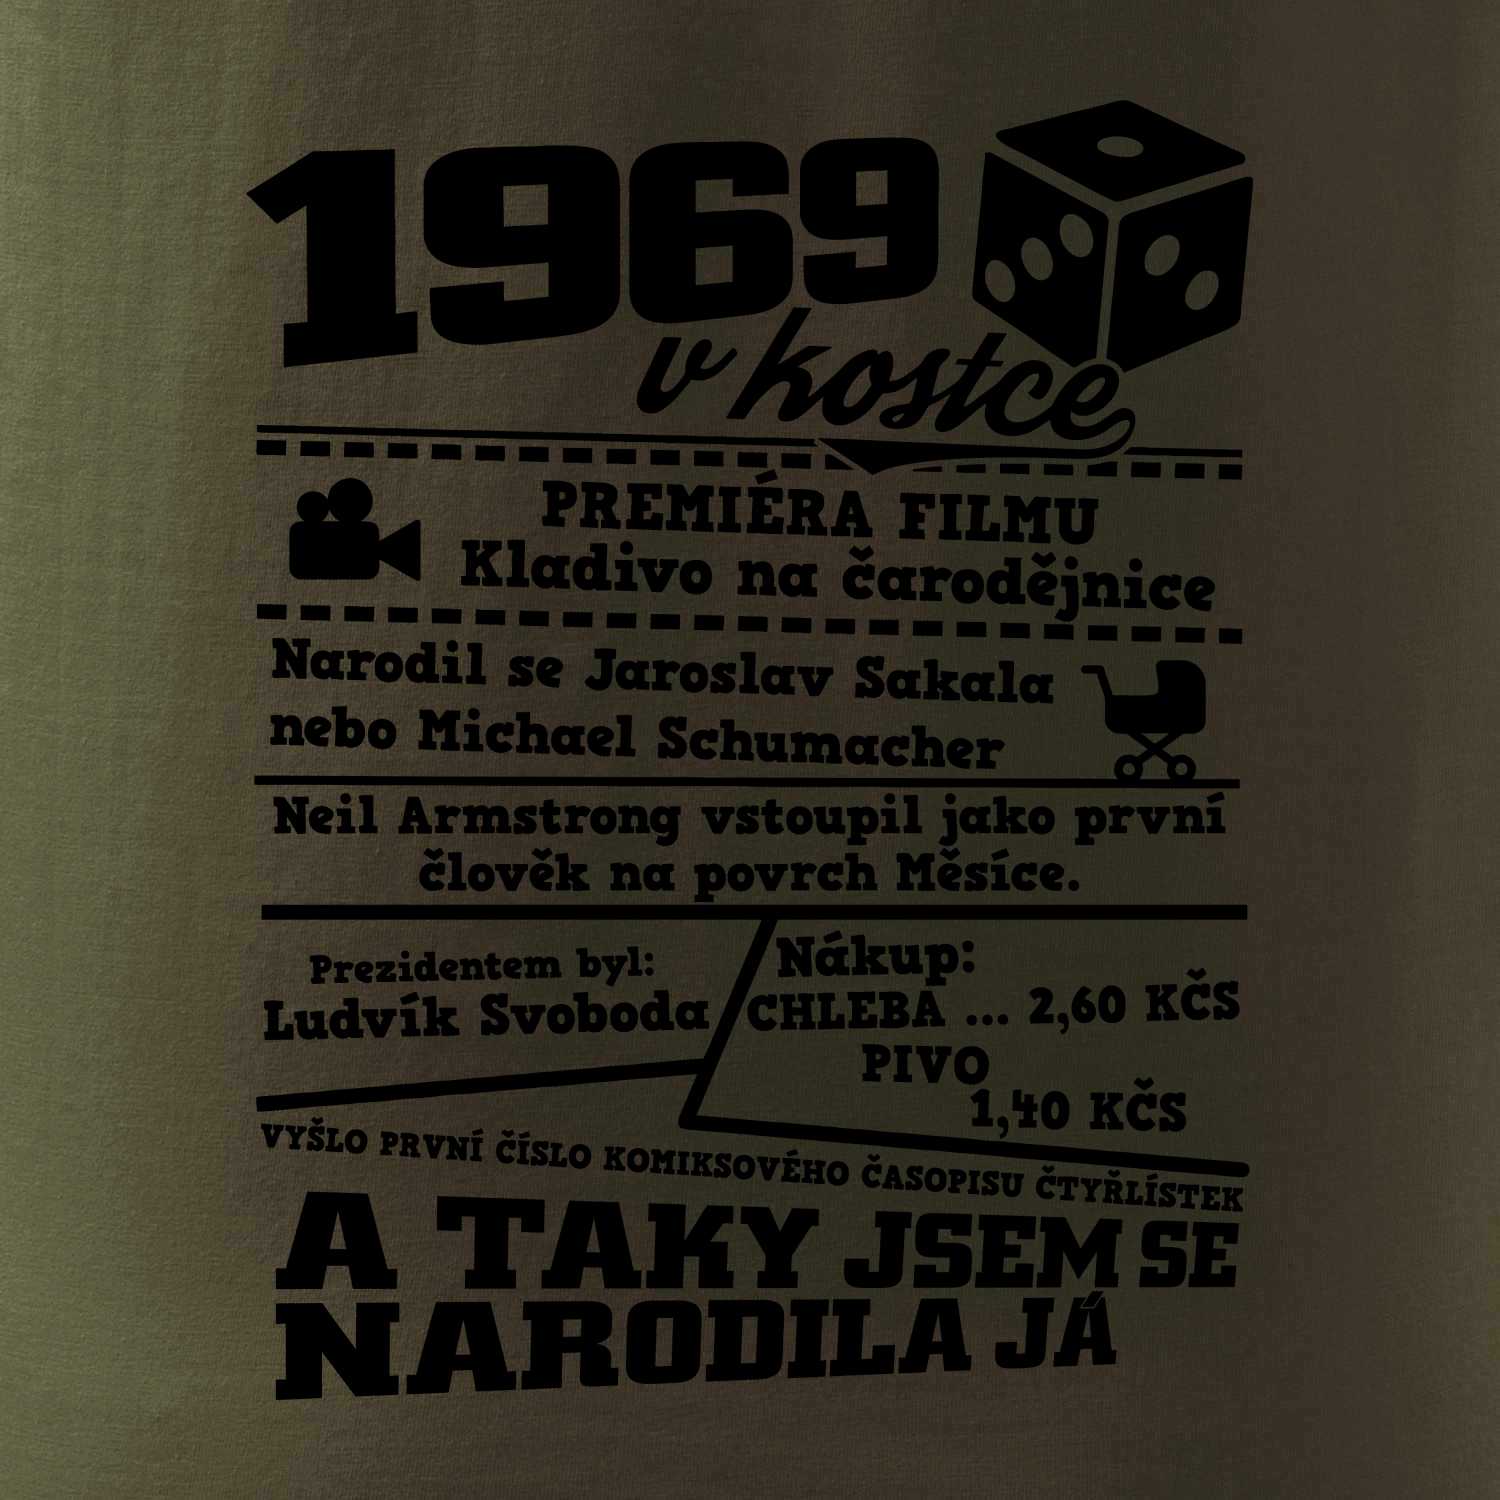 1969
v kostce
PREMIÉRA FILMU
Kladivo na čarodějnice
Narodil se Jaroslav Sakala
nebo Michael Schumacher
Neil Armstrong vstoupil jako první
člověk na povrch Měsíce.
Prezidentem byl:
Ludvík Svoboda
Nákup:
CHLEBA ... 2,60 KČS
PIVO
1,40 KČS
VYŠLO PRVNÍ ČÍSLO KOMIKSOVÉHO ČASOPISU ČTYŘLÍSTEK
A TAKY JSEM SE
NARODILA JÁ